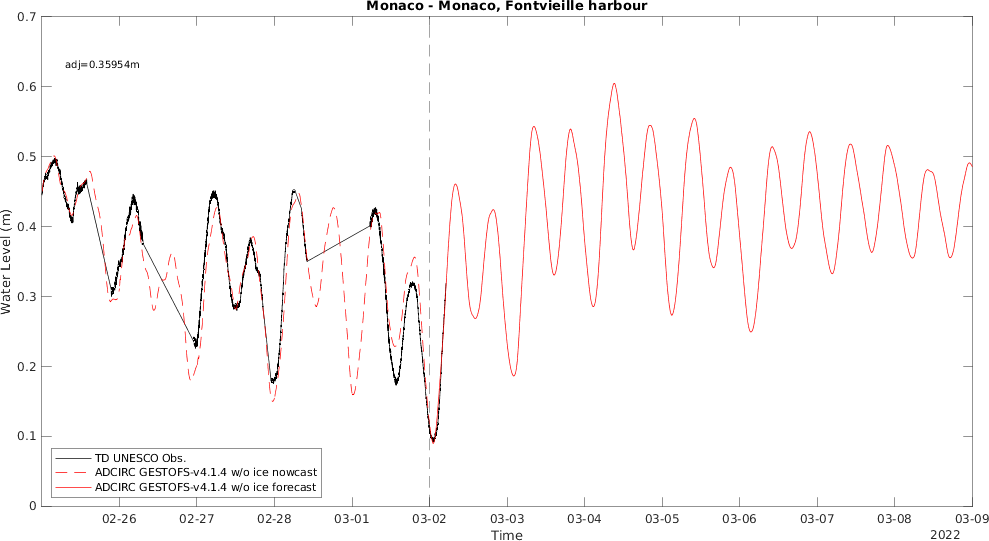 Monaco - Monaco, Fontvieille harbour
0.7
adj=0.35954m
0.6
0.5
0.4
0.3
0.2
0.1
0
Water Level (m)
TD UNESCO Obs.
ADCIRC GESTOFS-v4.1.4 w/o ice nowcast
ADCIRC GESTOFS-v4.1.4 w/o ice forecast
02-26 02-27 02-28 03-01 03-02 03-03 03-04 03-05 03-06 03-07 03-08 03-09
Time
2022